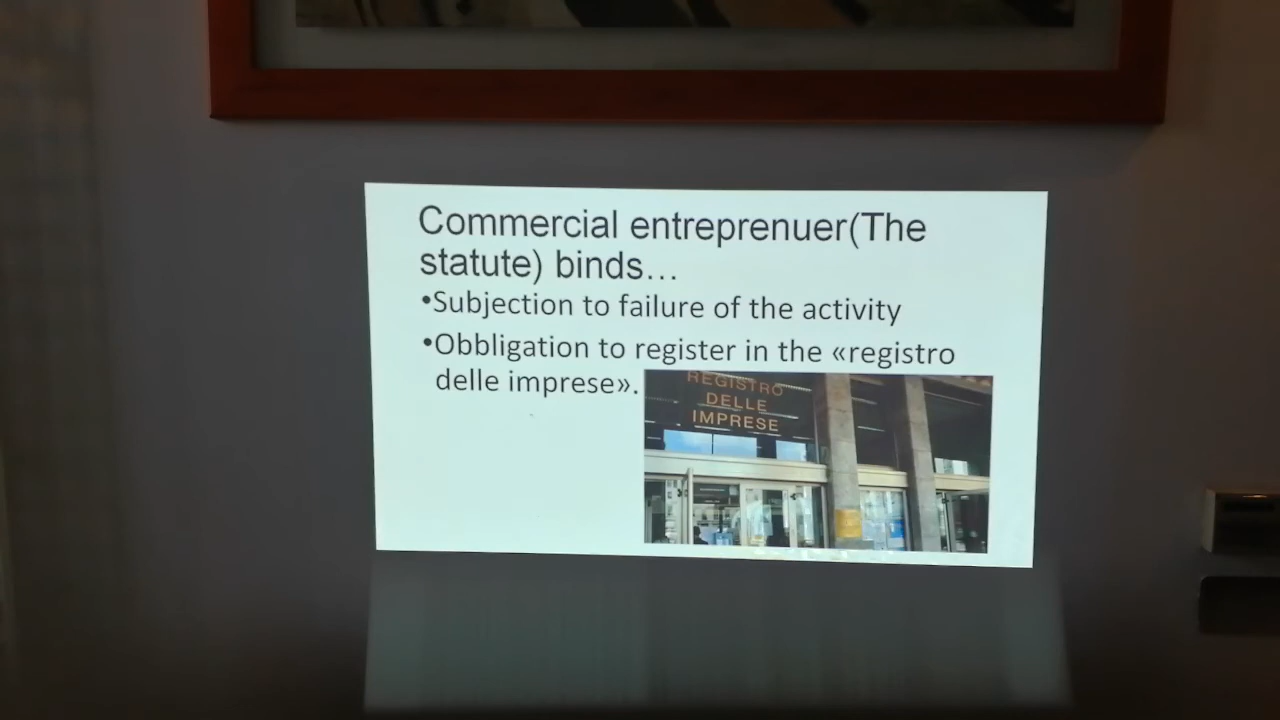 Commercial entreprenuer(The
statute) binds…
•Subjection to failure of the activity
•Obbligation to register in the «registro
delle imprese».
REGISTRO
DELLE
IMPRESE